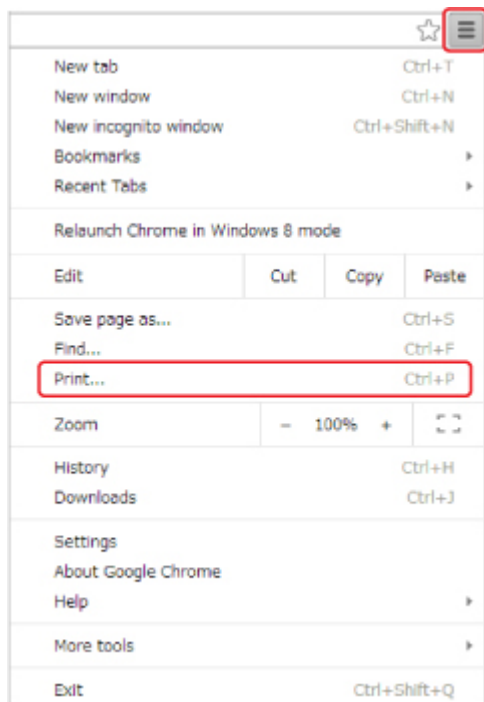 New tab Ctrl+T
New window Ctrl+N
New incognito window Ctrl+Shift+N
Bookmarks
Recent Tabs
Relaunch Chrome in Windows 8 mode
Edit Cut Copy Paste
Save page as... Ctrl+S
Find... Ctrl+F
Print... Ctrl+P
Zoom - 100% +
History Ctrl+H
Downloads Ctrl+J
Settings
About Google Chrome
Help
More tools
Exit Ctrl+Shift+Q